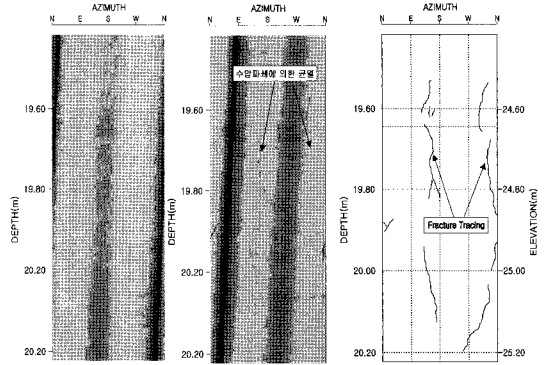 AZIMUTH
N E S W N
DEPTH(m)
19.60
19.80
20.20
20.20
AZIMUTH
N E S W N
수압파쇄에 의한 균열
DEPTH(m)
19.60
19.80
20.20
20.20
AZIMUTH
N E S W N
DEPTH(m)
19.60
19.80
20.00
20.20
Fracture Tracing
24.60
24.80
25.00
25.20
ELEVATION(m)